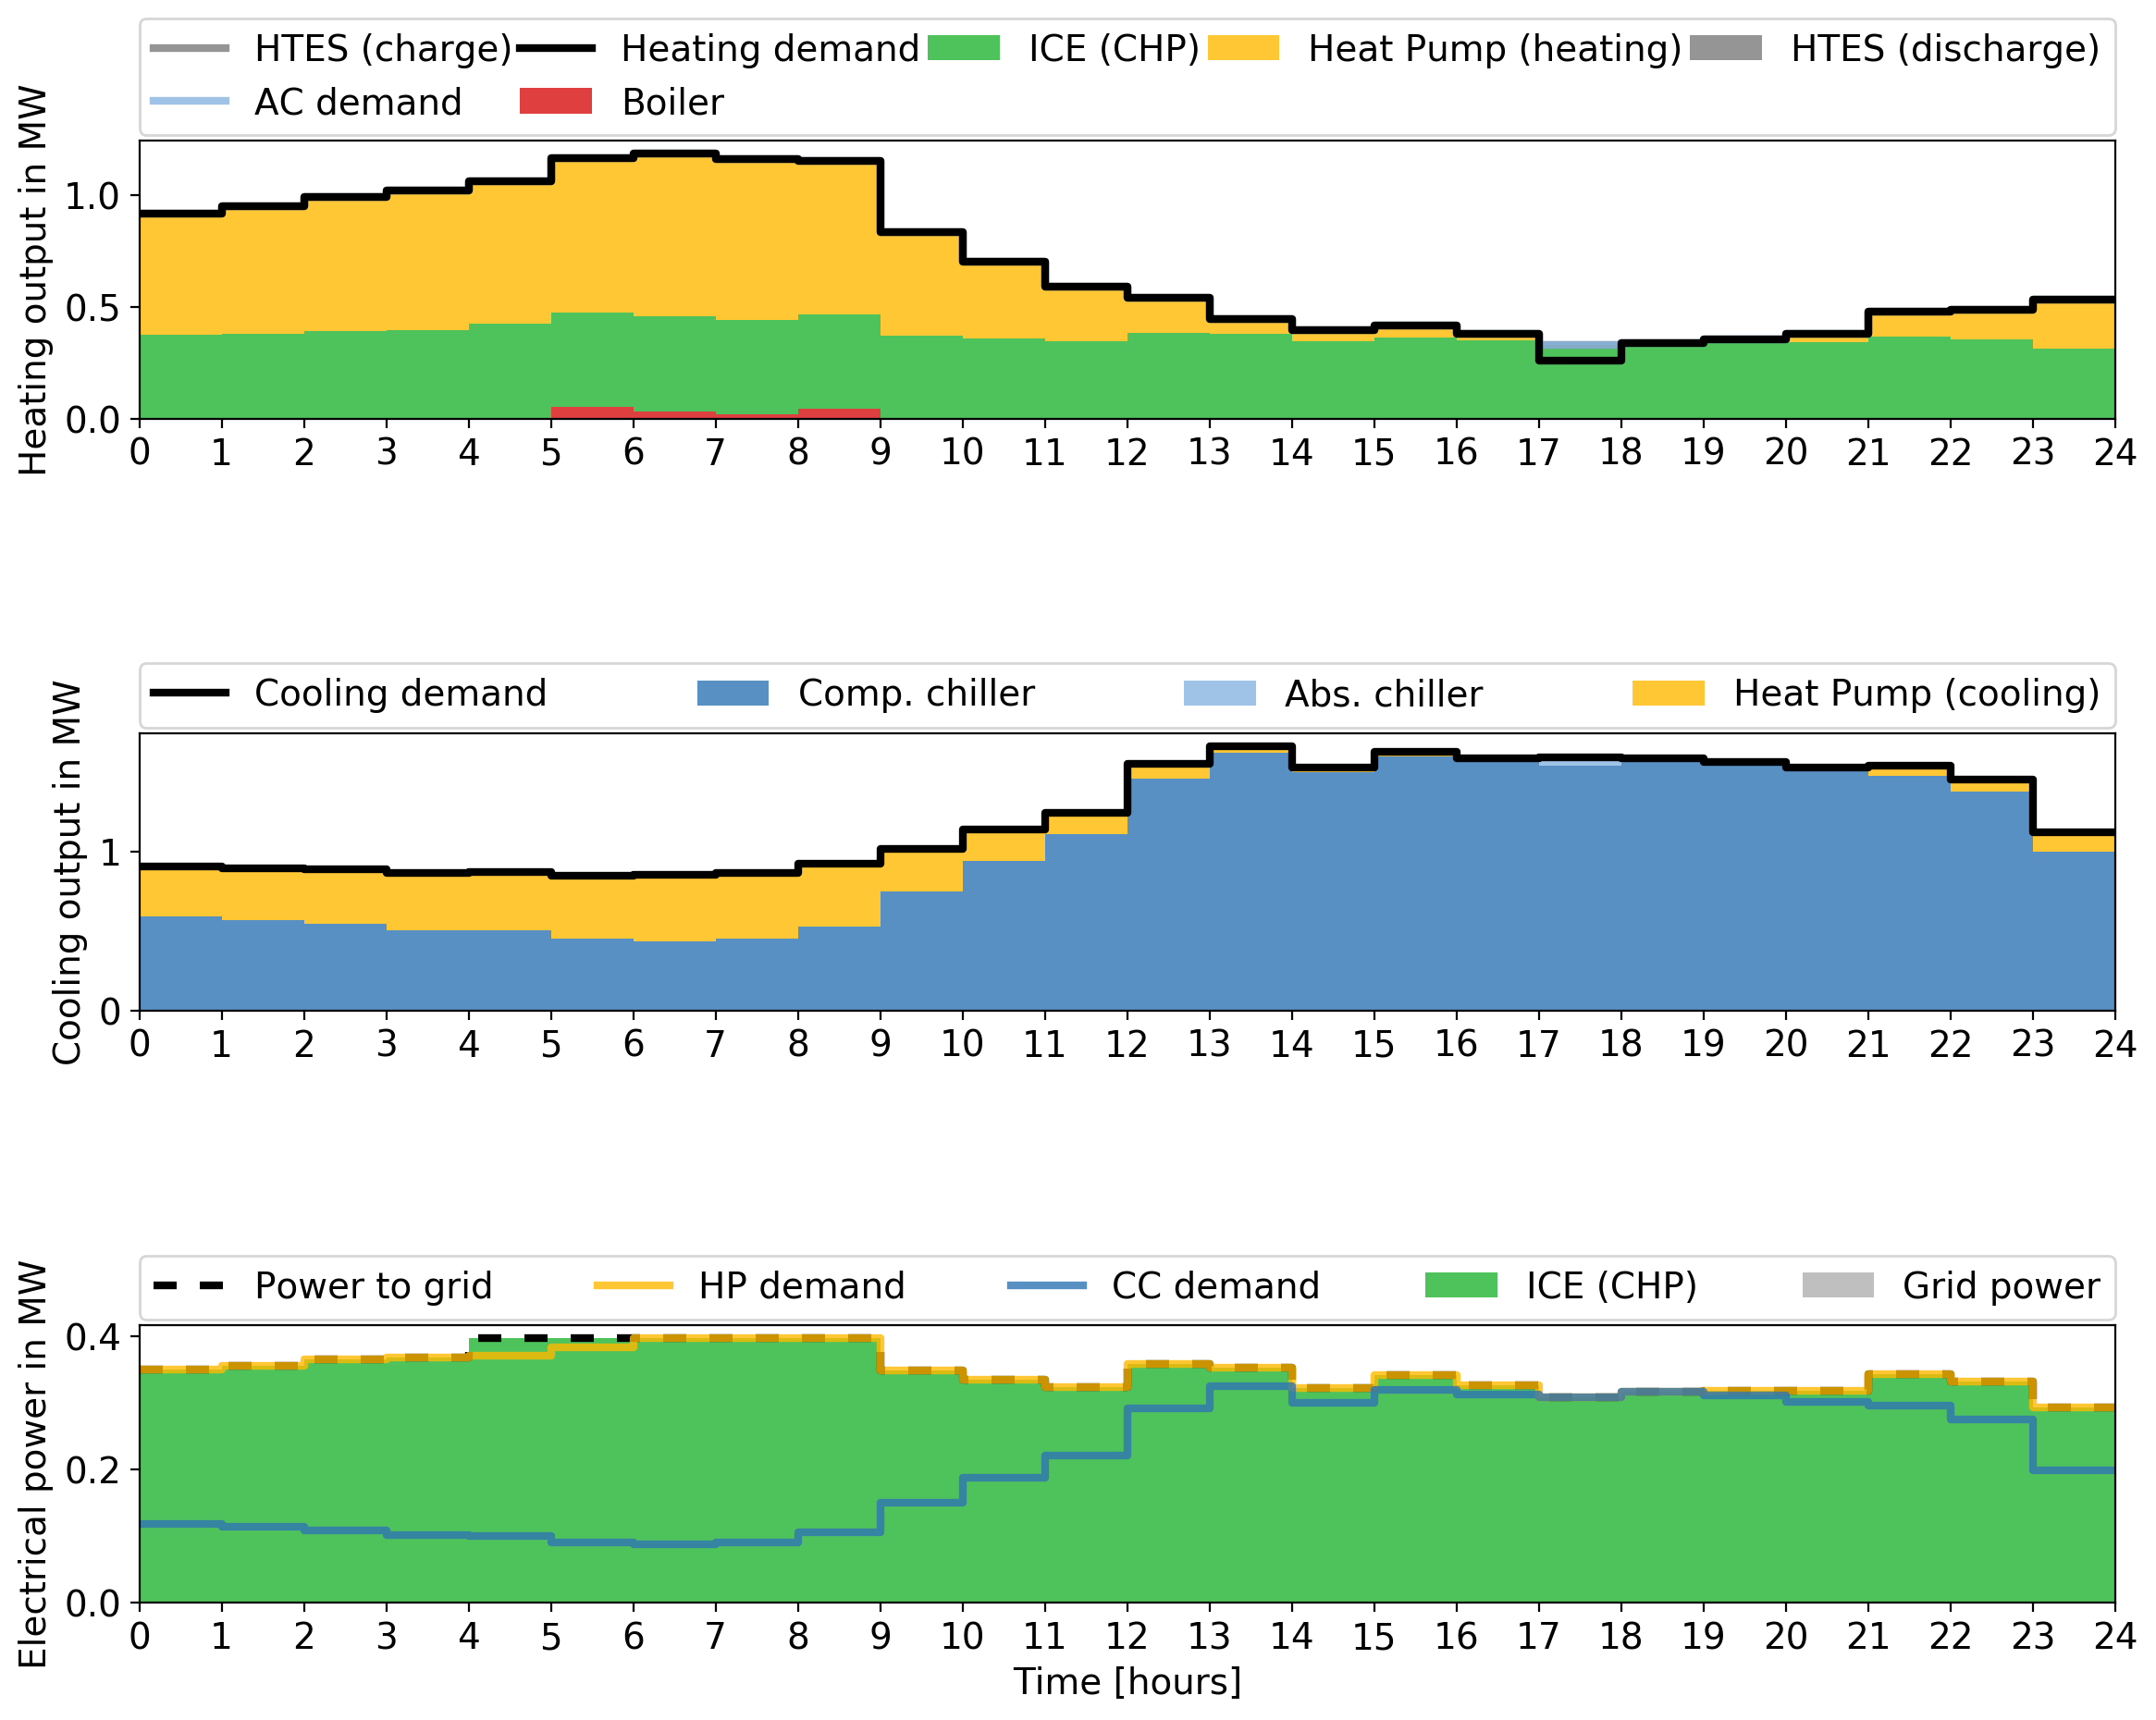 HTES (charge) Heating demand ICE (CHP) Heat Pump (heating) HTES (discharge)
AC demand Boiler
Heating output in MW
1.0
0.5
0.0
0 1 2 3 4 5 6 7 8 9 10 11 12 13 14 15 16 17 18 19 20 21 22 23 24
Cooling demand Comp. chiller Abs. chiller Heat Pump (cooling)
Cooling output in MW
1
0
0 1 2 3 4 5 6 7 8 9 10 11 12 13 14 15 16 17 18 19 20 21 22 23 24
Power to grid HP demand CC demand ICE (CHP) Grid power
Electrical power in MW
0.4
0.2
0.0
0 1 2 3 4 5 6 7 8 9 10 11 12 13 14 15 16 17 18 19 20 21 22 23 24
Time [hours]